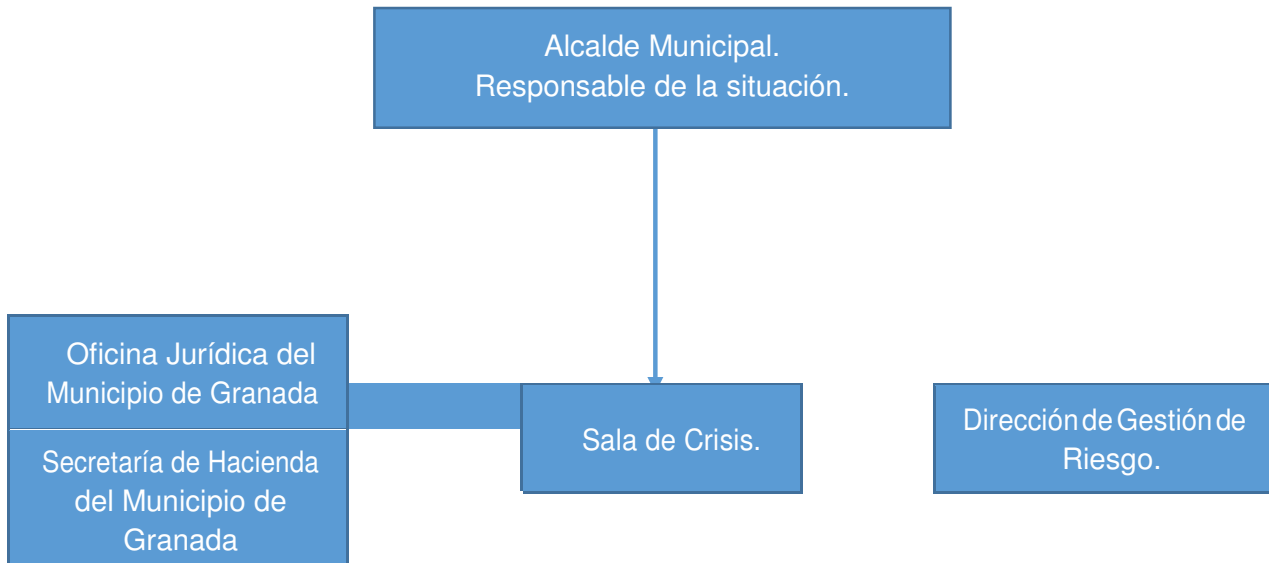 Alcalde Municipal.
Responsable de la situación.
Oficina Jurídica del
Municipio de Granada
Secretaría de Hacienda
del Municipio de
Granada
Sala de Crisis.
Dirección de Gestión de
Riesgo.